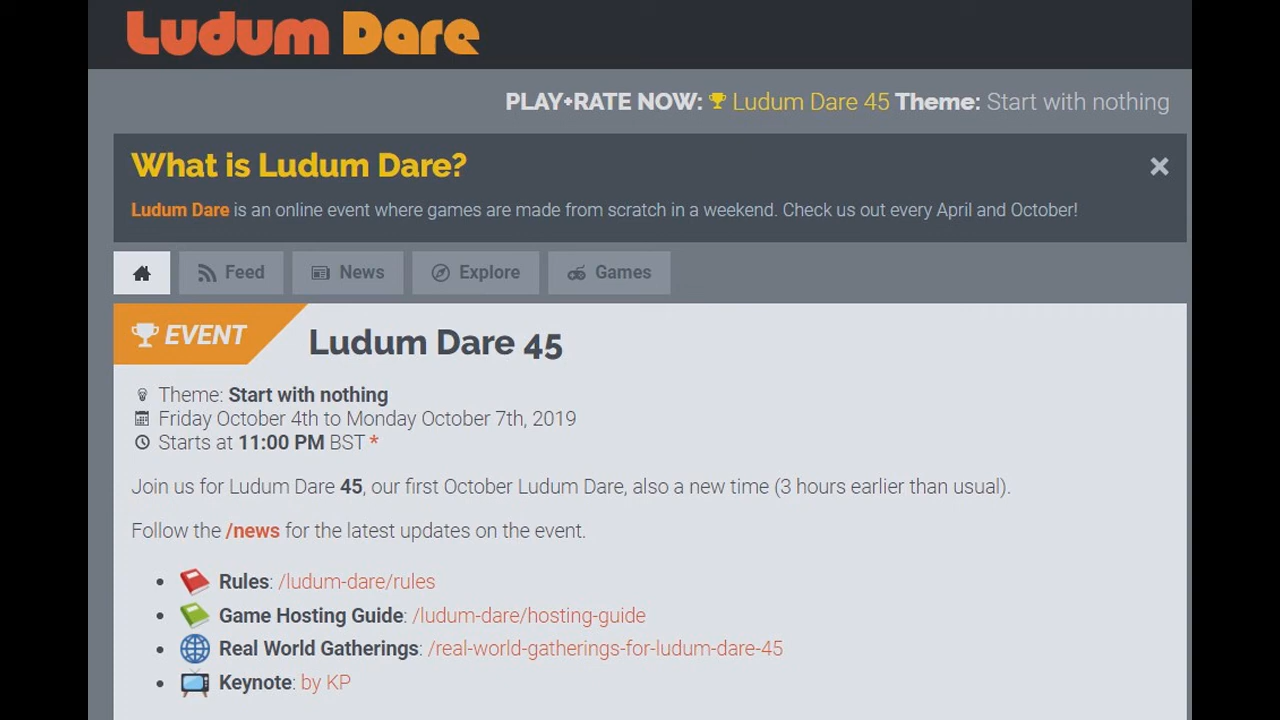 Ludum Dare
PLAY+RATE NOW: Ludum Dare 45 Theme: Start with nothing
What is Ludum Dare?
Ludum Dare is an online event where games are made from scratch in a weekend. Check us out every April and October!
Feed News Explore Games
EVENT Ludum Dare 45
Theme: Start with nothing
Friday October 4th to Monday October 7th, 2019
Starts at 11:00 PM BST *
Join us for Ludum Dare 45, our first October Ludum Dare, also a new time (3 hours earlier than usual).
Follow the /news for the latest updates on the event.
• Rules: /ludum-dare/rules
• Game Hosting Guide: /ludum-dare/hosting-guide
• Real World Gatherings: /real-world-gatherings-for-ludum-dare-45
• Keynote: by KP